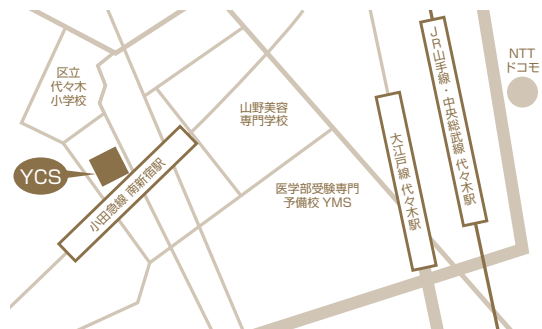 区立
代々木
小学校
YCS
小田急線 南新宿駅
山野美容
専門学校
医学部受験専門
予備校 YMS
大江戸線 代々木駅
JR山手線・中央総武線 代々木駅
NTT
ドコモ